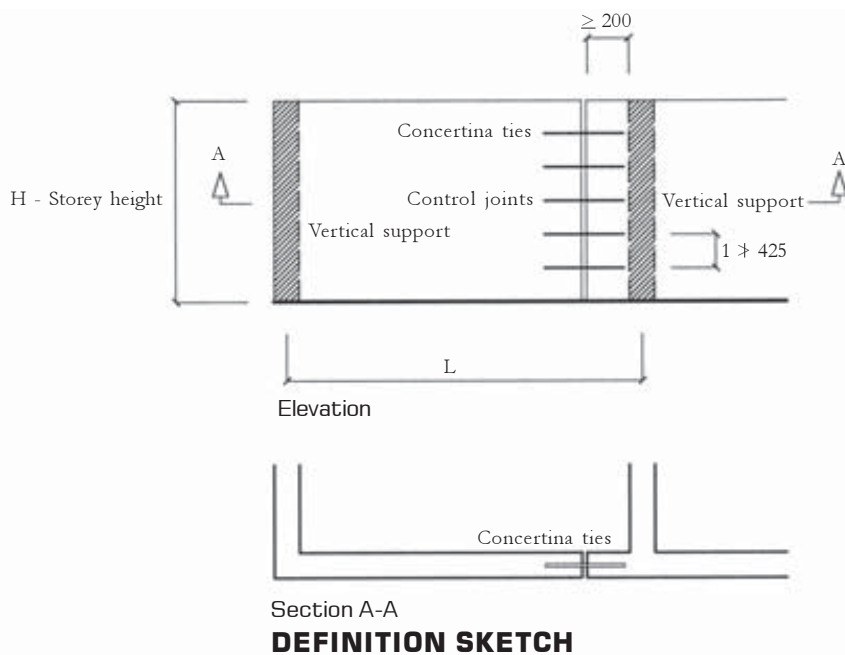 ≥ 200
Concertina ties
A
A
H - Storey height
Control joints
Vertical support
Vertical support
1 ≯ 425
L
Elevation
Concertina ties
Section A-A
DEFINITION SKETCH